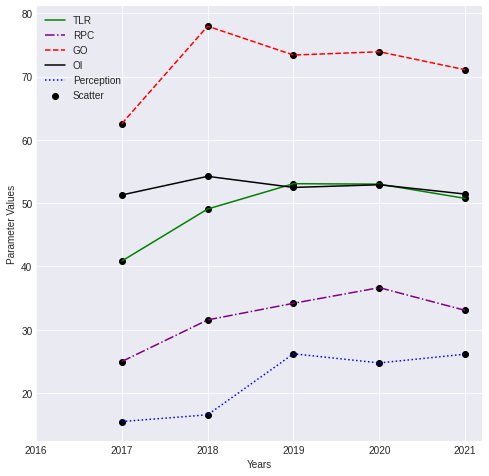 80
70
60
50
40
30
20
Parameter Values
TLR
RPC
GO
OI
Perception
Scatter
2016 2017 2018 2019 2020 2021
Years